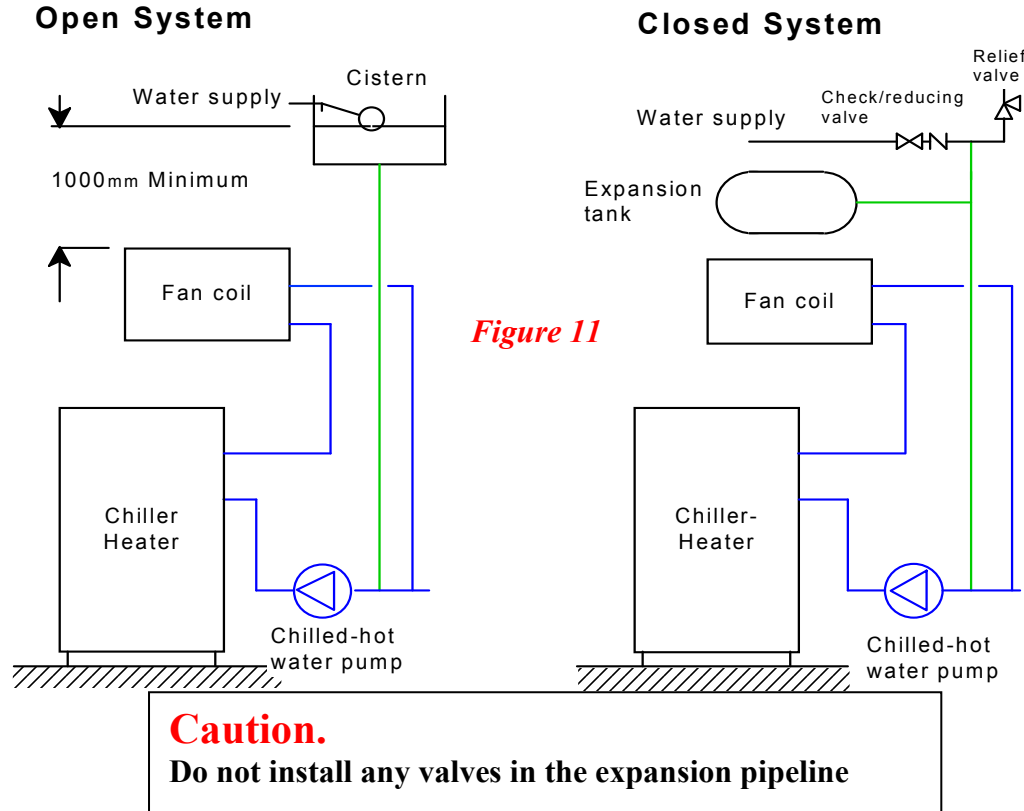 Open System
Cistern
Water supply
1000mm Minimum
Fan coil
Chiller
Heater
Chilled-hot
water pump
Figure 11
Closed System
Relief
valve
Check/reducing
valve
Water supply
Expansion
tank
Fan coil
Chiller-
Heater
Chilled-hot
water pump
Caution.
Do not install any valves in the expansion pipeline